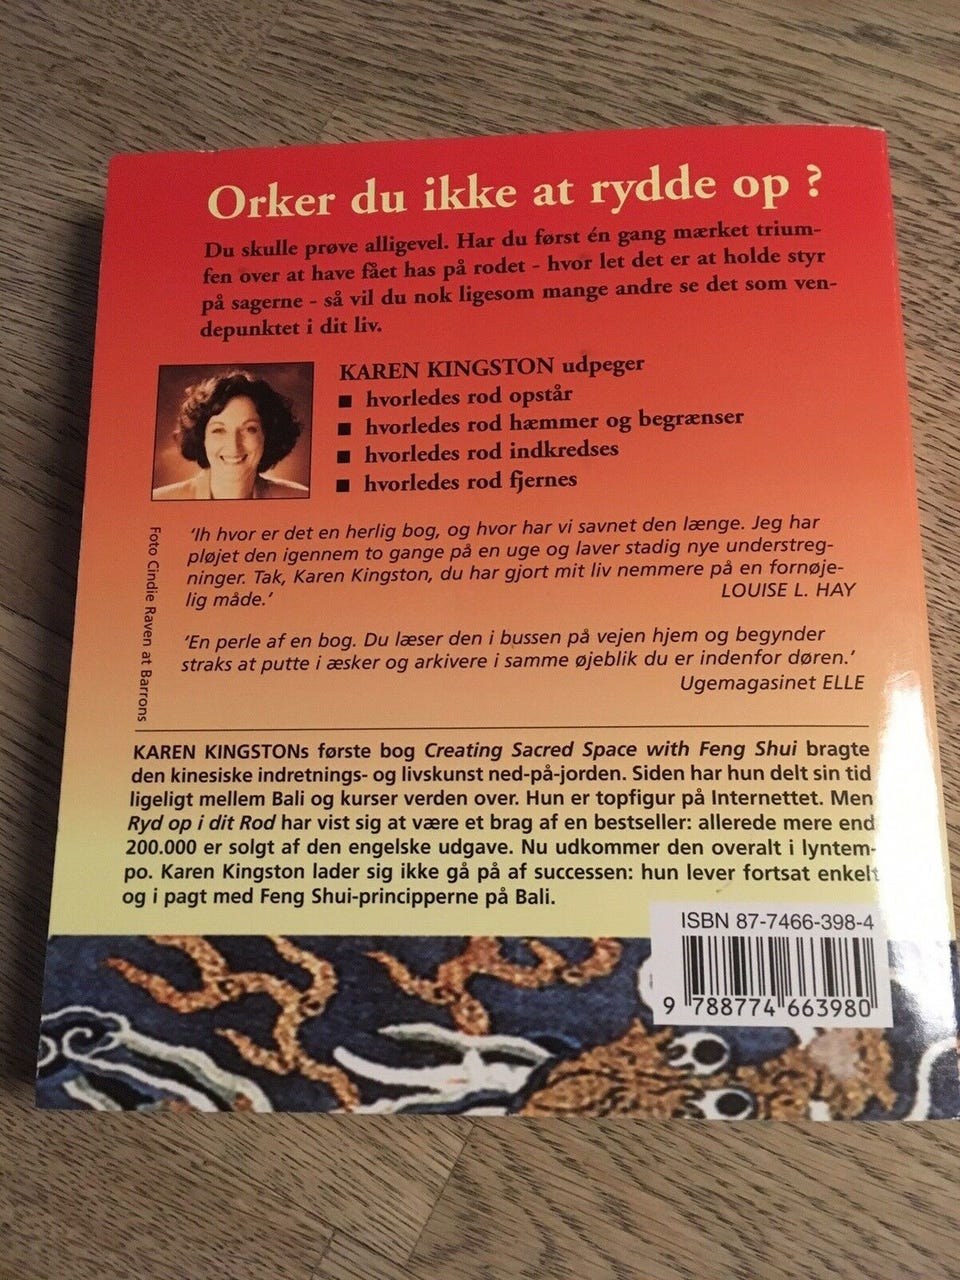 Orker du ikke at rydde op ?
Du skulle prøve alligevel. Har du først én gang mærket trium-
fen over at have fået has på rodet - hvor let det er at holde styr
på sagerne - så vil du nok ligesom mange andre se det som ven-
depunktet i dit liv.
KAREN KINGSTON udpeger
■ hvorledes rod opstår
■ hvorledes rod hæmmer og begrænser
■ hvorledes rod indkredses
■ hvorledes rod fjernes
Foto Cindie Raven at Barrons
'Ih hvor er det en herlig bog, og hvor har vi savnet den længe. Jeg har
pløjet den igennem to gange på en uge og laver stadig nye understreg-
ninger. Tak, Karen Kingston, du har gjort mit liv nemmere på en fornøje-
lig måde.' LOUISE L. HAY
'En perle af en bog. Du læser den i bussen på vejen hjem og begynder
straks at putte i æsker og arkivere i samme øjeblik du er indenfor døren.'
Ugemagasinet ELLE
KAREN KINGSTONs første bog Creating Sacred Space with Feng Shui bragte
den kinesiske indretnings- og livskunst ned-på-jorden. Siden har hun delt sin tid
ligeligt mellem Bali og kurser verden over. Hun er topfigur på Internettet. Men
Ryd op i dit Rod har vist sig at være et brag af en bestseller: allerede mere end
200.000 er solgt af den engelske udgave. Nu udkommer den overalt i lyntem-
po. Karen Kingston lader sig ikke gå på af successen: hun lever fortsat enkelt
og i pagt med Feng Shui-principperne på Bali.
ISBN 87-7466-398-4
9 788774 663980